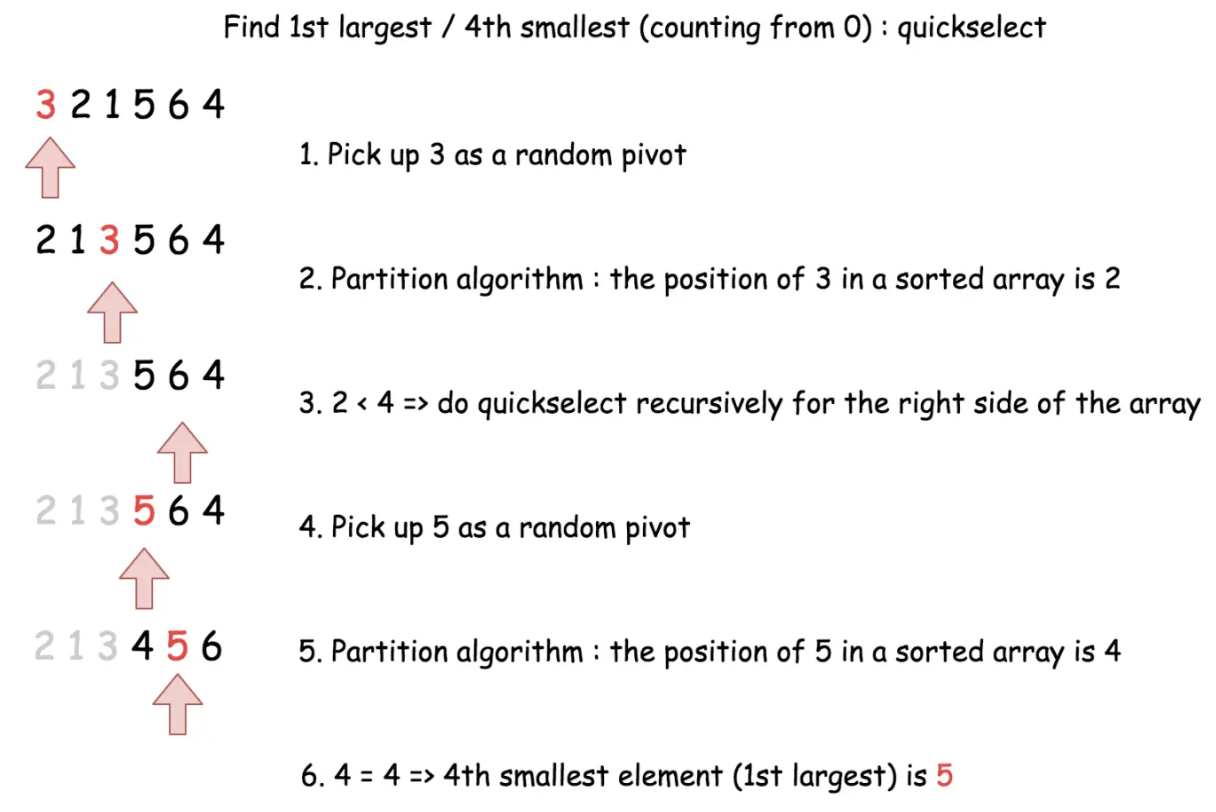 Find 1st largest / 4th smallest (counting from 0) : quickselect
3 2 1 5 6 4
1. Pick up 3 as a random pivot
2 1 3 5 6 4
2. Partition algorithm : the position of 3 in a sorted array is 2
2 1 3 5 6 4
3. 2 < 4 => do quickselect recursively for the right side of the array
2 1 3 5 6 4
4. Pick up 5 as a random pivot
2 1 3 4 5 6
5. Partition algorithm : the position of 5 in a sorted array is 4
6. 4 = 4 => 4th smallest element (1st largest) is 5